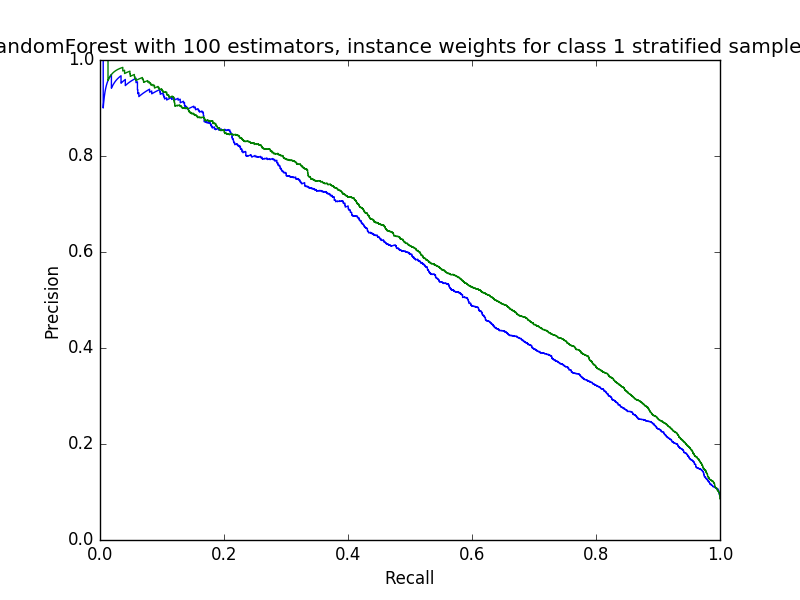 andomForest with 100 estimators, instance weights for class 1 stratified sample
1.0
0.8
0.6
0.4
0.2
0.0
Precision
0.0 0.2 0.4 0.6 0.8 1.0
Recall